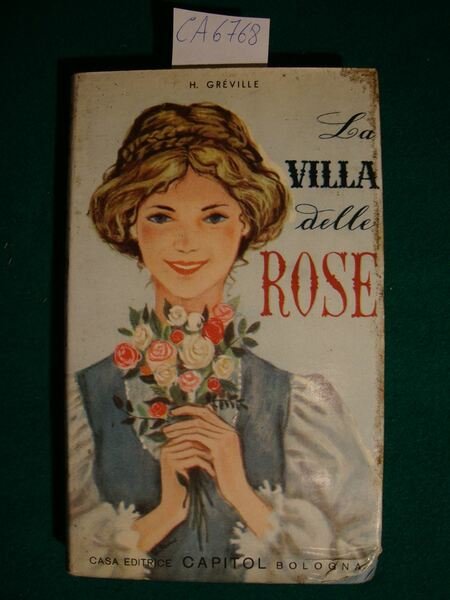 CA6768
H. GRÉVILLE
La
VILLA
delle
ROSE
CASA EDITRICE CAPITOL BOLOGNA